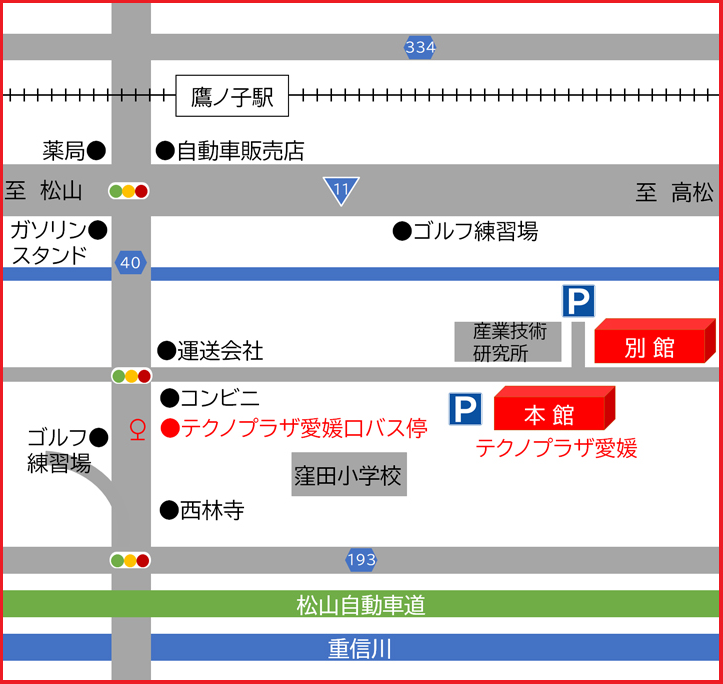 334
鷹ノ子駅
薬局
自動車販売店
至 松山
11
至 高松
ガソリン
スタンド
ゴルフ練習場
40
P
産業技術
研究所
別館
運送会社
コンビニ
P
本館
テクノプラザ愛媛口バス停
テクノプラザ愛媛
ゴルフ
練習場
窪田小学校
西林寺
193
松山自動車道
重信川